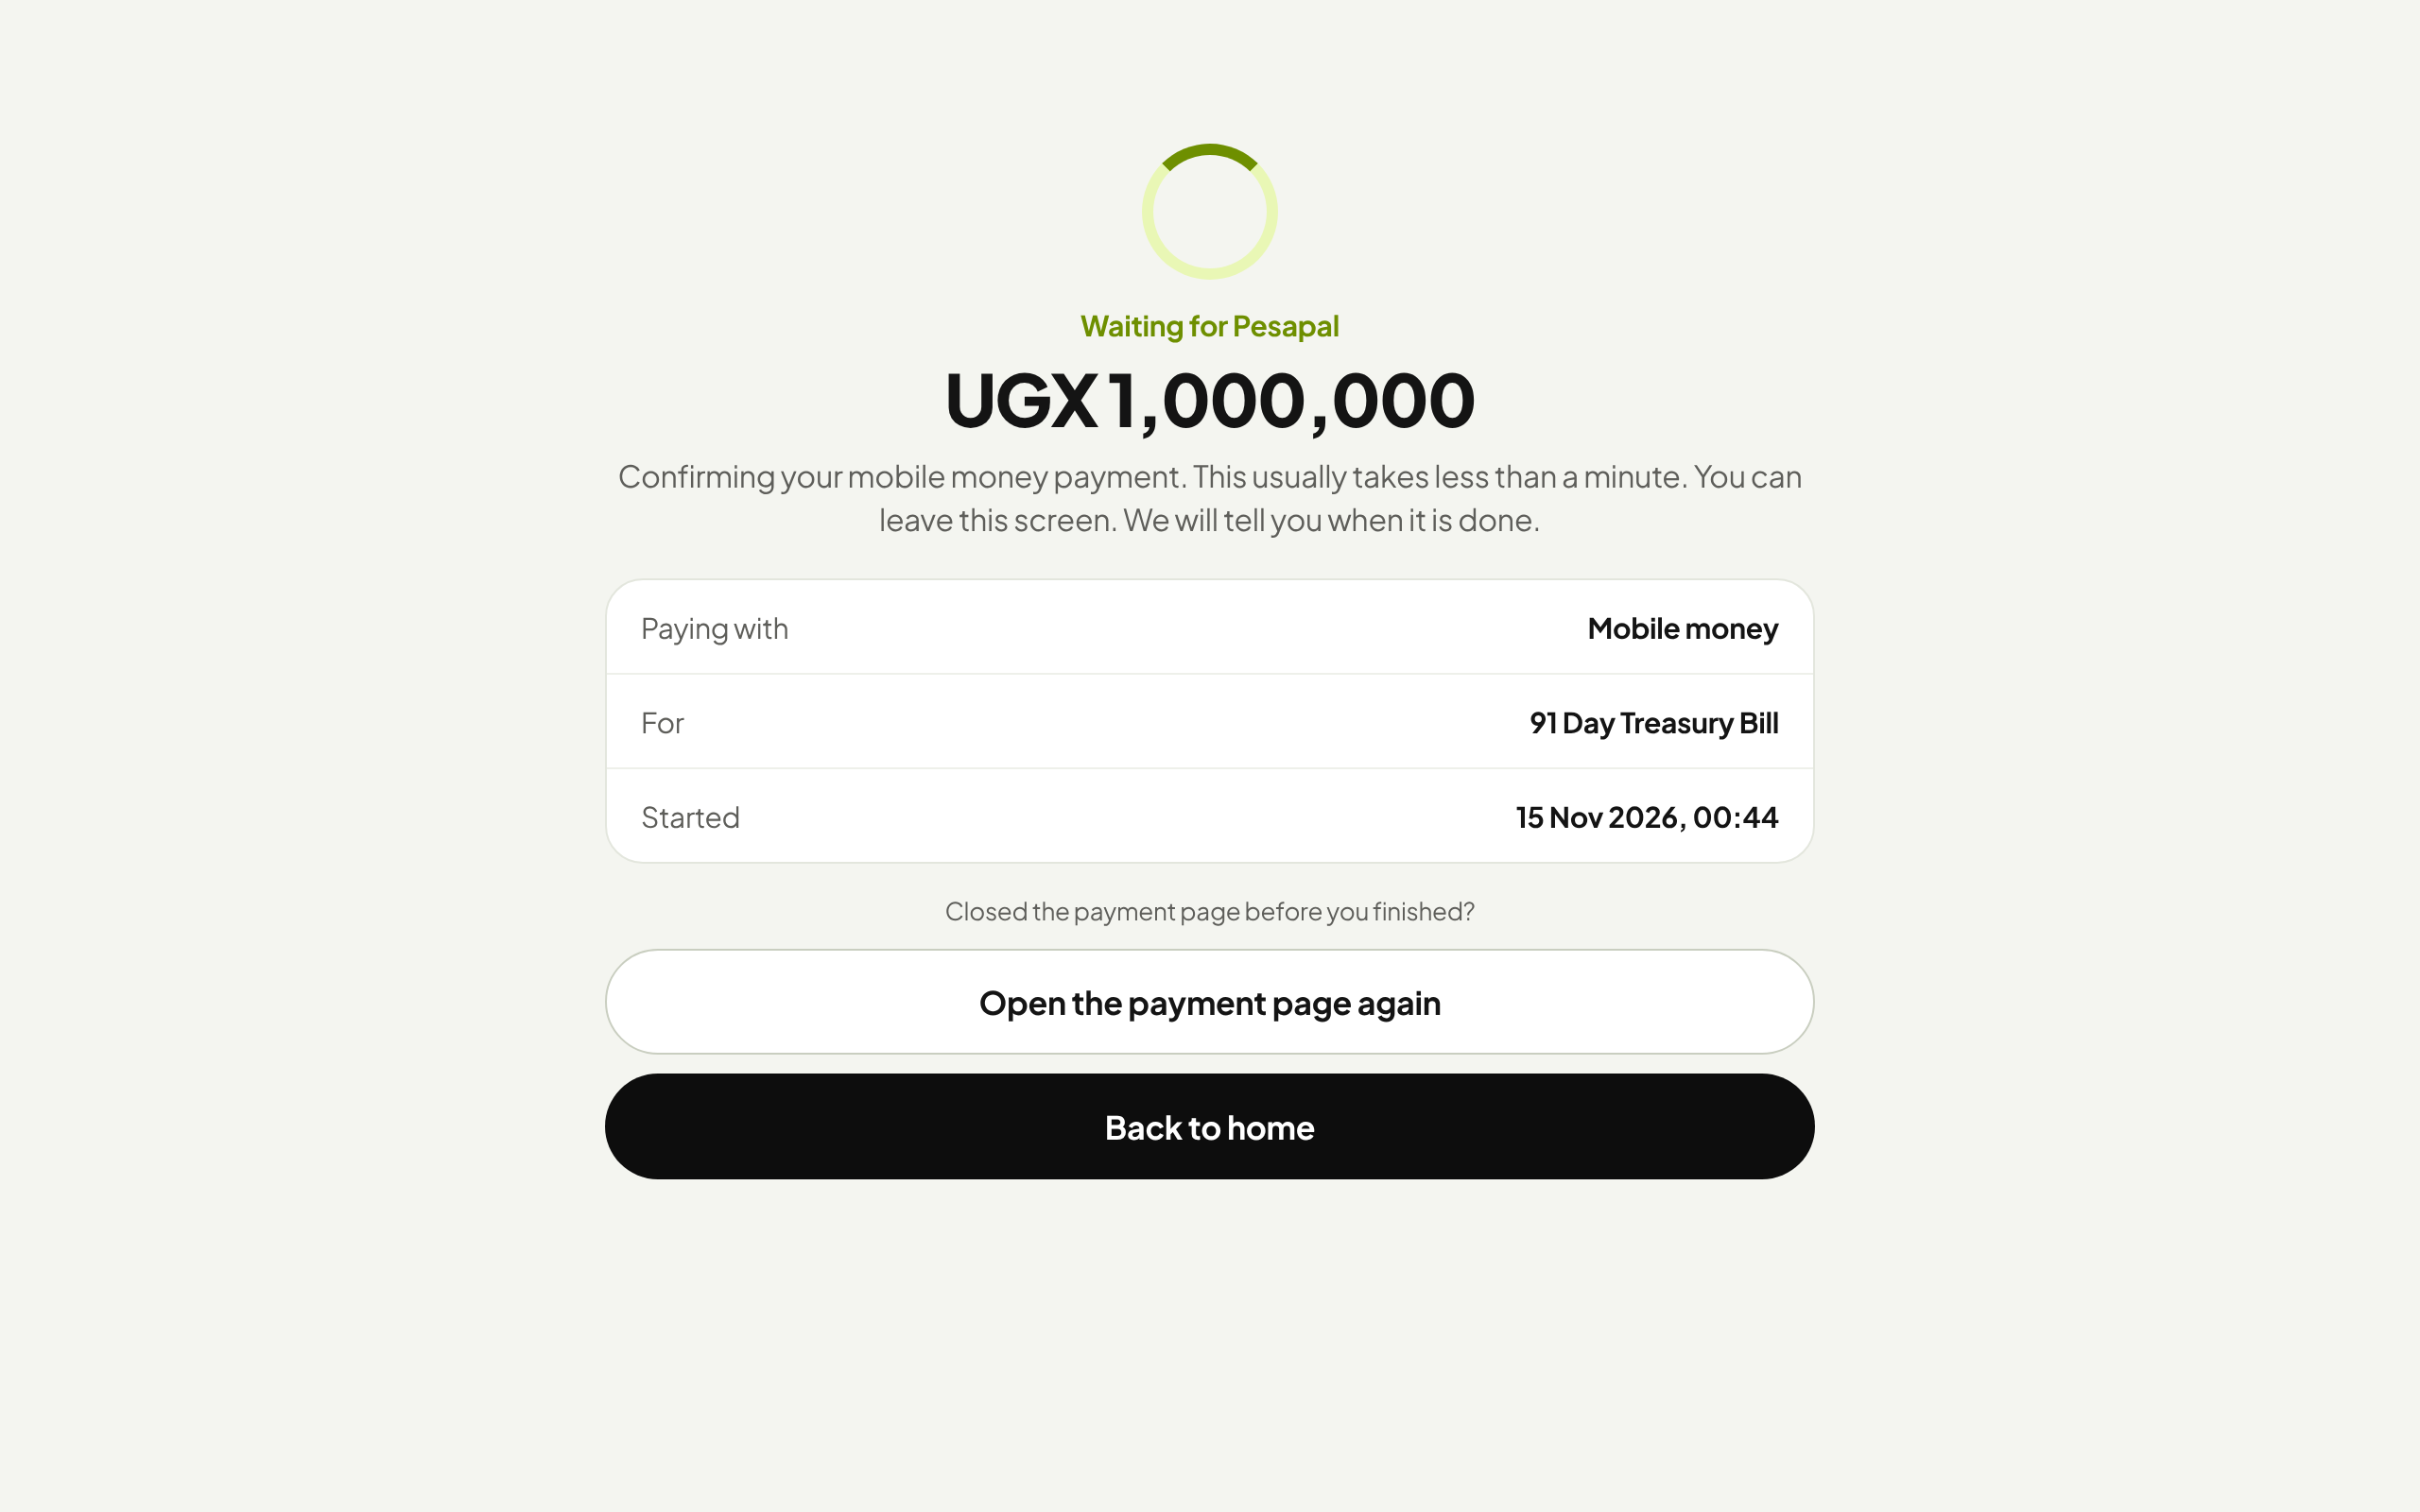 Waiting for Pesapal
UGX 1,000,000
Confirming your mobile money payment. This usually takes less than a minute. You can
leave this screen. We will tell you when it is done.
Paying with Mobile money
For 91 Day Treasury Bill
Started 15 Nov 2026, 00:44
Closed the payment page before you finished?
Open the payment page again
Back to home